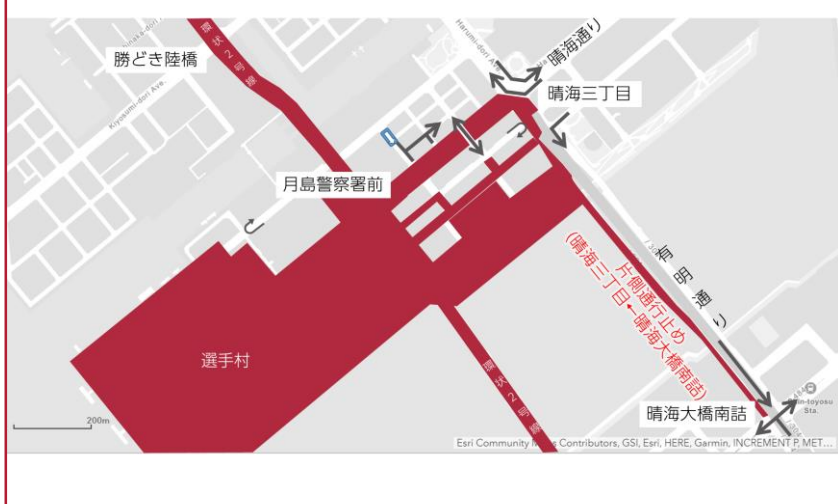 環状2号線
勝どき陸橋
Harumi-dori Ave.
晴海通り
晴海三丁目
Kiyosumi-dori Ave.
月島警察署前
有明通り
片側通行止め
(晴海三丁目←晴海大橋南詰)
選手村
環状2号線
晴海大橋南詰
Sta.
200m
Esri Community Maps Contributors, GSI, Esri, HERE, Garmin, INCREMENT P, MET…